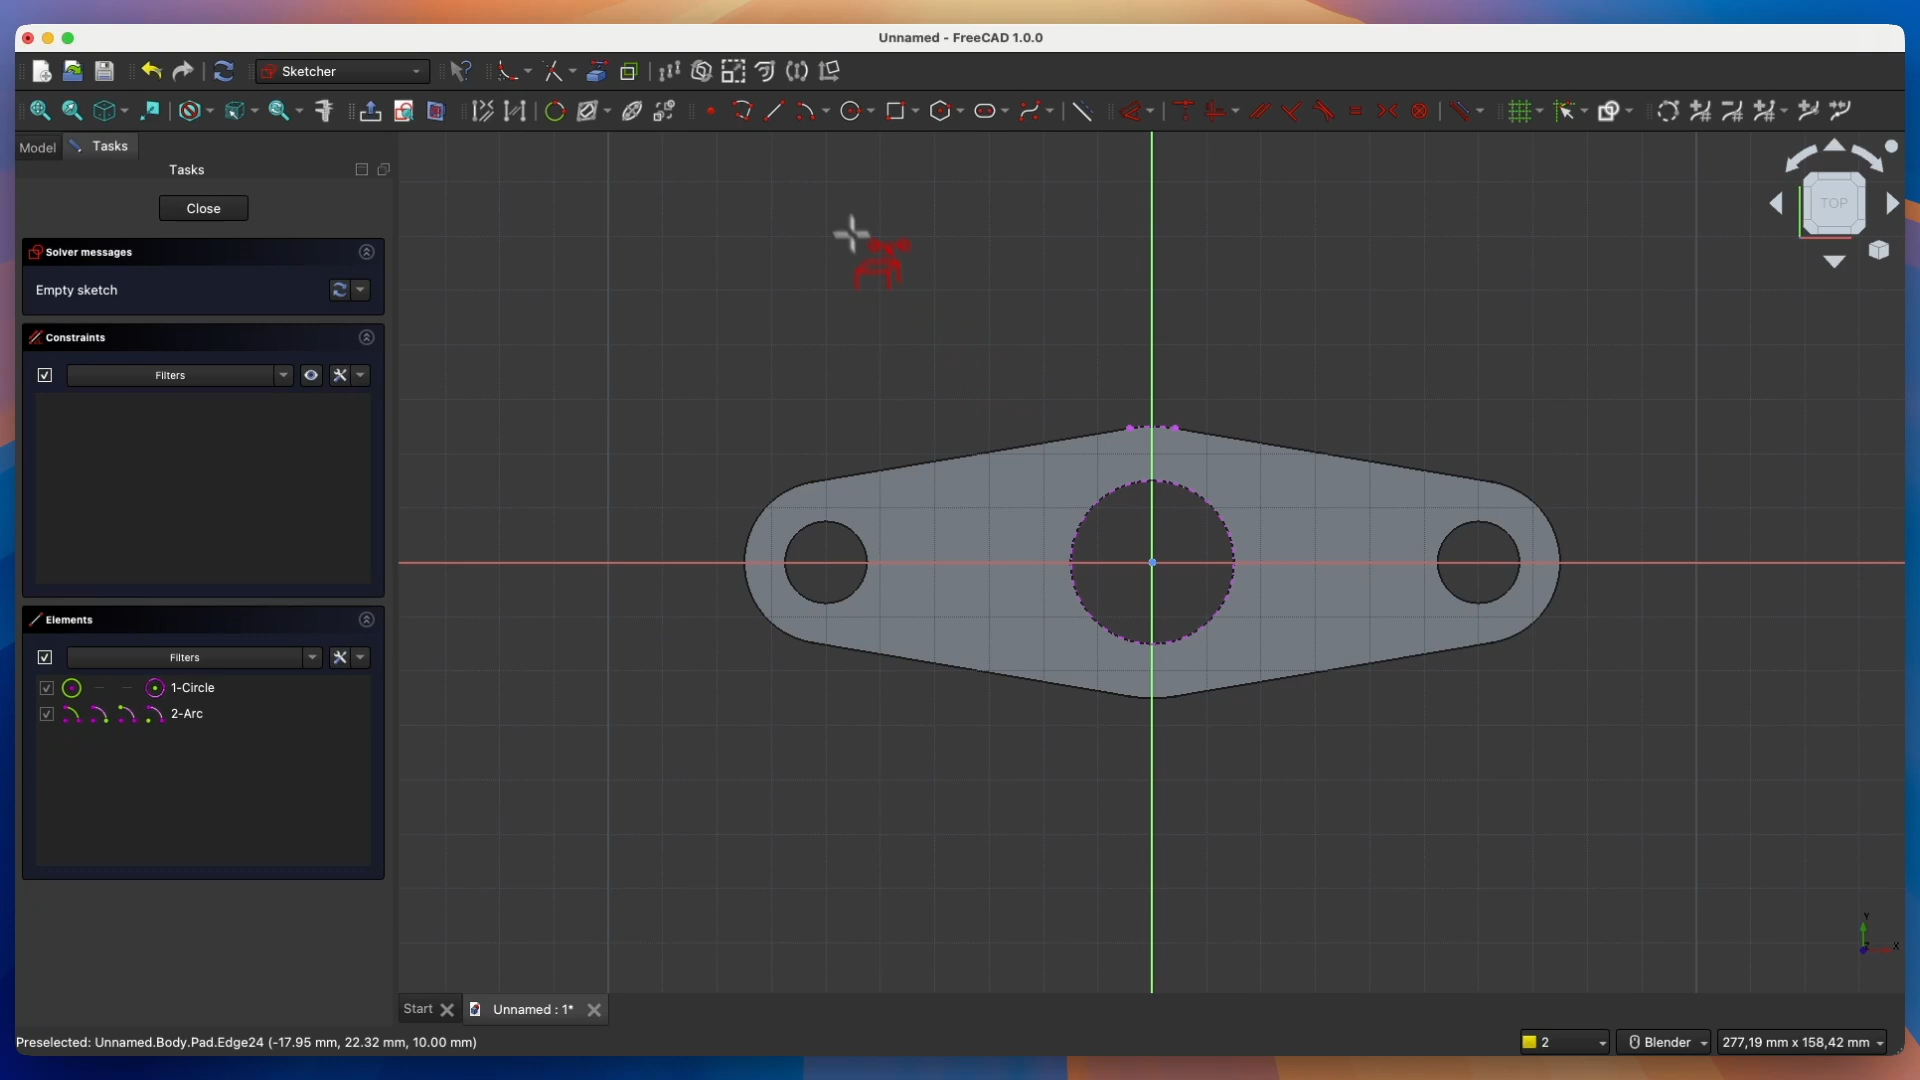 Unnamed - FreeCAD 1.0.0
Sketcher
Model
Tasks
Tasks
Close
Solver messages
Empty sketch
Constraints
Filters
Elements
Filters
1-Circle
2-Arc
TOP
Y
Z
X
Start
Unnamed : 1*
Preselected: Unnamed.Body.Pad.Edge24 (-17.95 mm, 22.32 mm, 10.00 mm)
2
Blender
277,19 mm x 158,42 mm